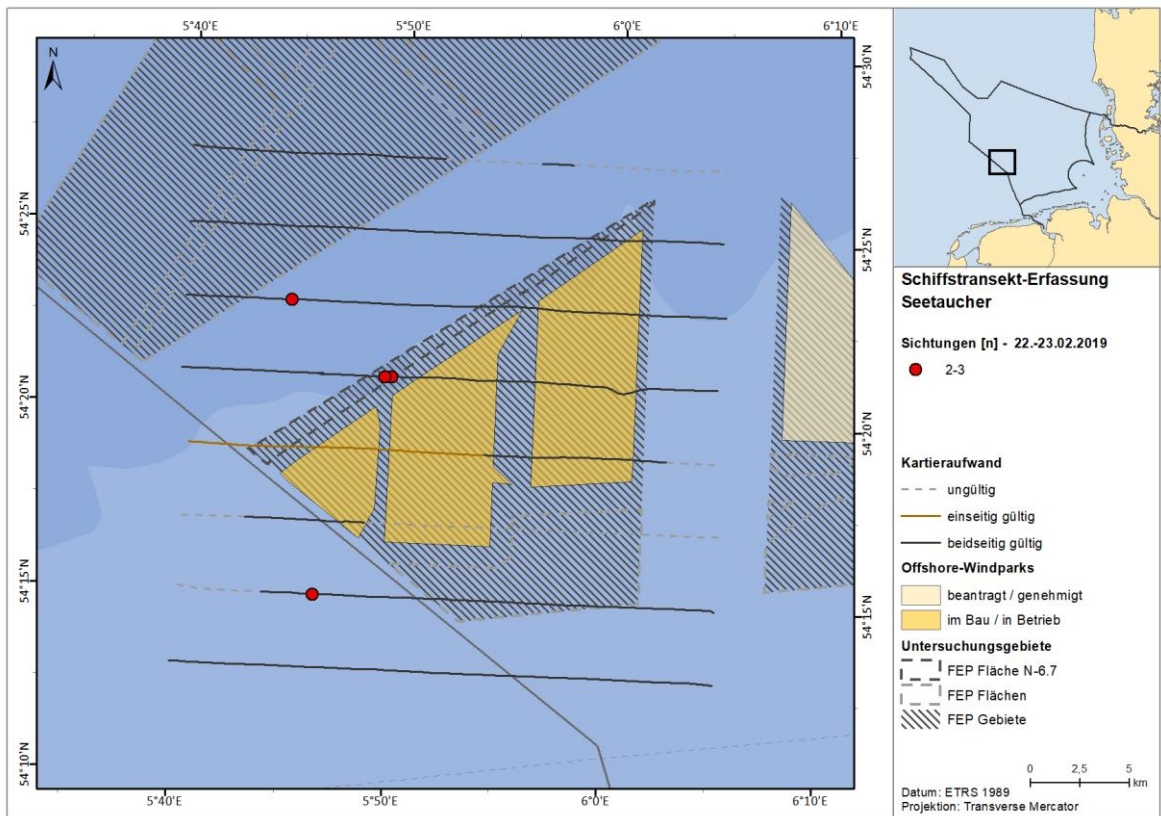 5°40'E 5°50'E 6°0'E 6°10'E
N
54°30'N
54°25'N
54°25'N
54°20'N
54°20'N
54°15'N
54°15'N
54°10'N
5°40'E 5°50'E 6°0'E 6°10'E
Schiffstransekt-Erfassung
Seetaucher
Sichtungen [n] - 22.-23.02.2019
2-3
Kartieraufwand
ungültig
einseitig gültig
beidseitig gültig
Offshore-Windparks
beantragt / genehmigt
im Bau / in Betrieb
Untersuchungsgebiete
FEP Fläche N-6.7
FEP Flächen
FEP Gebiete
0 2,5 5
km
Datum: ETRS 1989
Projektion: Transverse Mercator